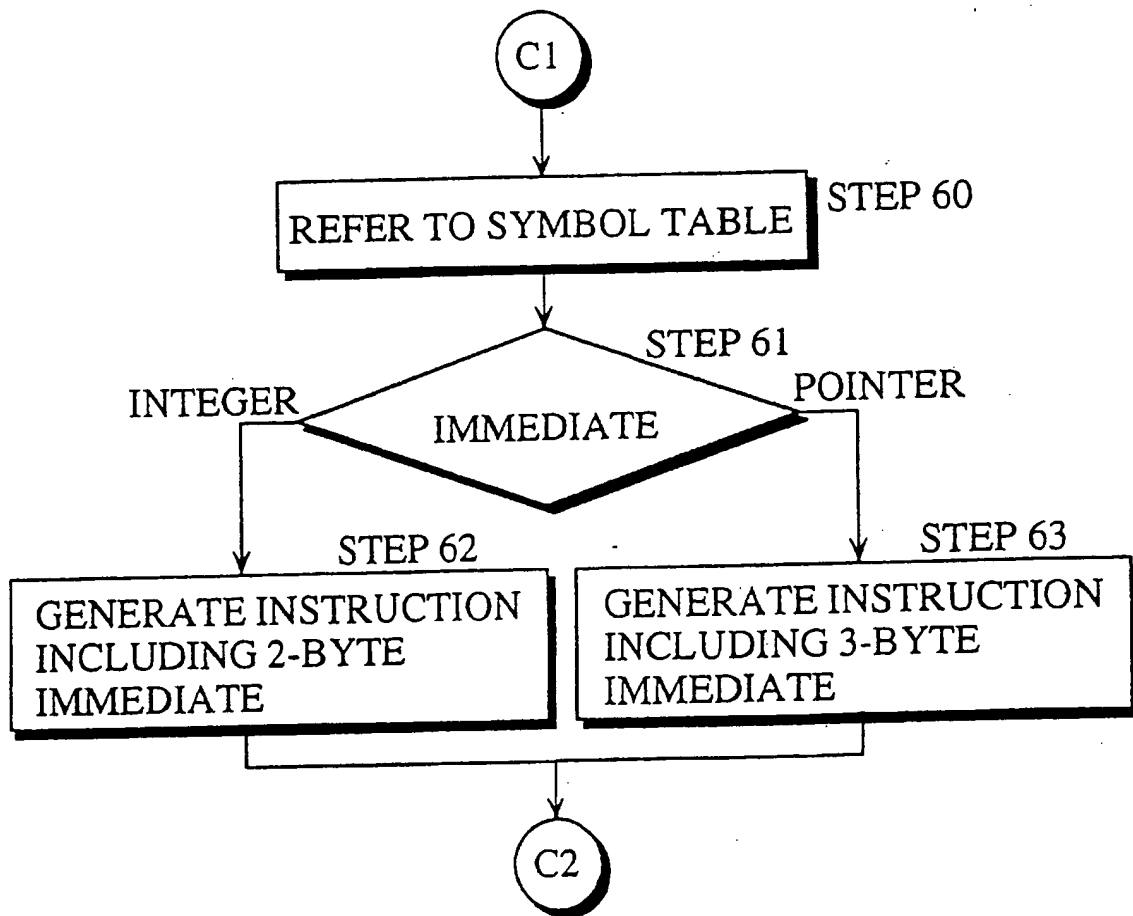 C1
REFER TO SYMBOL TABLE
STEP 60
STEP 61
INTEGER
POINTER
IMMEDIATE
STEP 62
STEP 63
GENERATE INSTRUCTION
INCLUDING 2-BYTE
IMMEDIATE
GENERATE INSTRUCTION
INCLUDING 3-BYTE
IMMEDIATE
C2